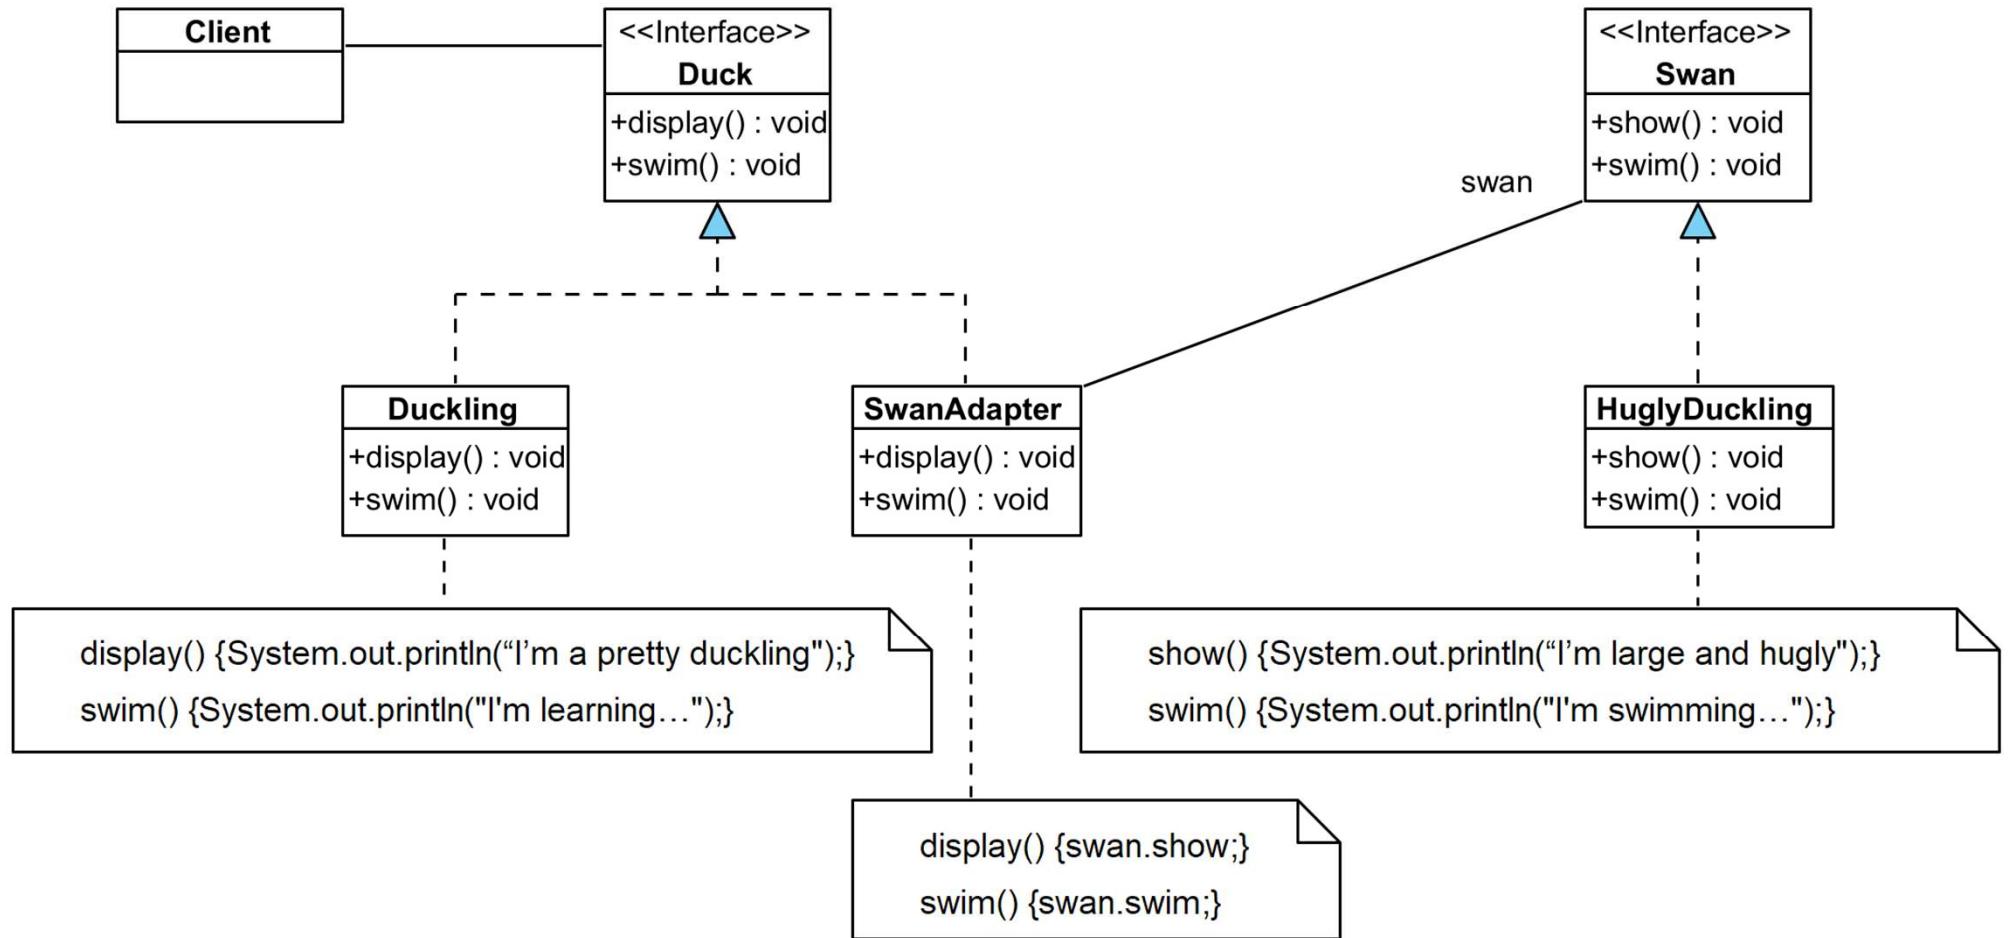 Client
<<Interface>>
Duck
+display() : void
+swim() : void
<<Interface>>
Swan
+show() : void
+swim() : void
swan
Duckling
+display() : void
+swim() : void
SwanAdapter
+display() : void
+swim() : void
HuglyDuckling
+show() : void
+swim() : void
display() {System.out.println(“I’m a pretty duckling");}
swim() {System.out.println("I'm learning…");}
show() {System.out.println(“I’m large and hugly");}
swim() {System.out.println("I'm swimming…");}
display() {swan.show;}
swim() {swan.swim;}